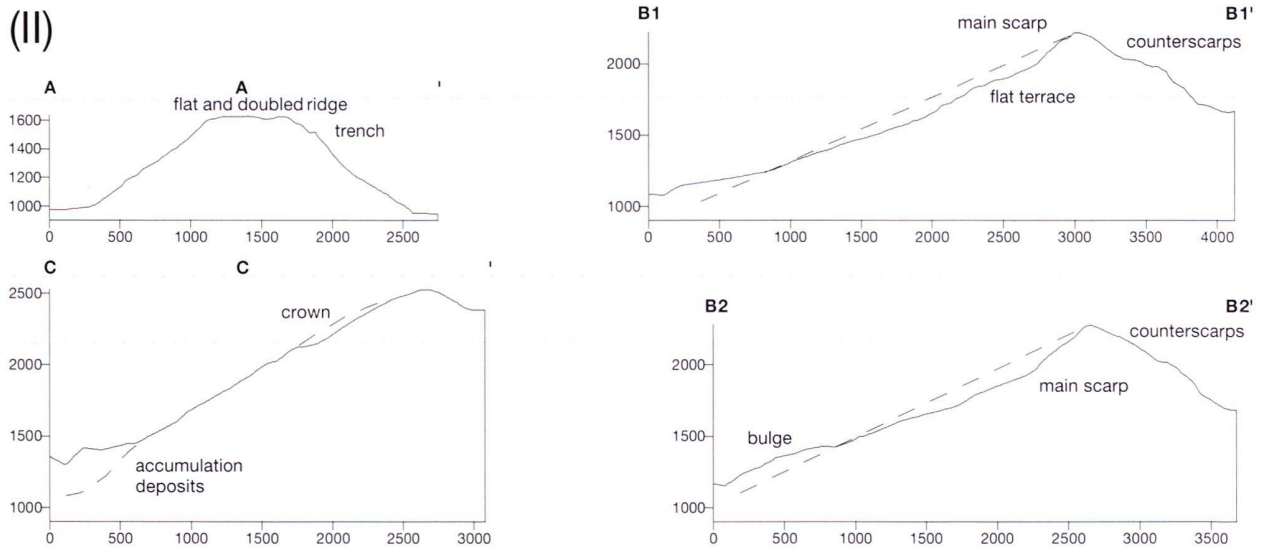 (II)
A A '
flat and doubled ridge
trench
1600
1400
1200
1000
0 500 1000 1500 2000 2500
B1 B1'
main scarp
counterscarps
flat terrace
2000
1500
1000
0 500 1000 1500 2000 2500 3000 3500 4000
C C '
crown
accumulation
deposits
2500
2000
1500
1000
0 500 1000 1500 2000 2500 3000
B2 B2'
counterscarps
main scarp
bulge
2000
1500
1000
0 500 1000 1500 2000 2500 3000 3500